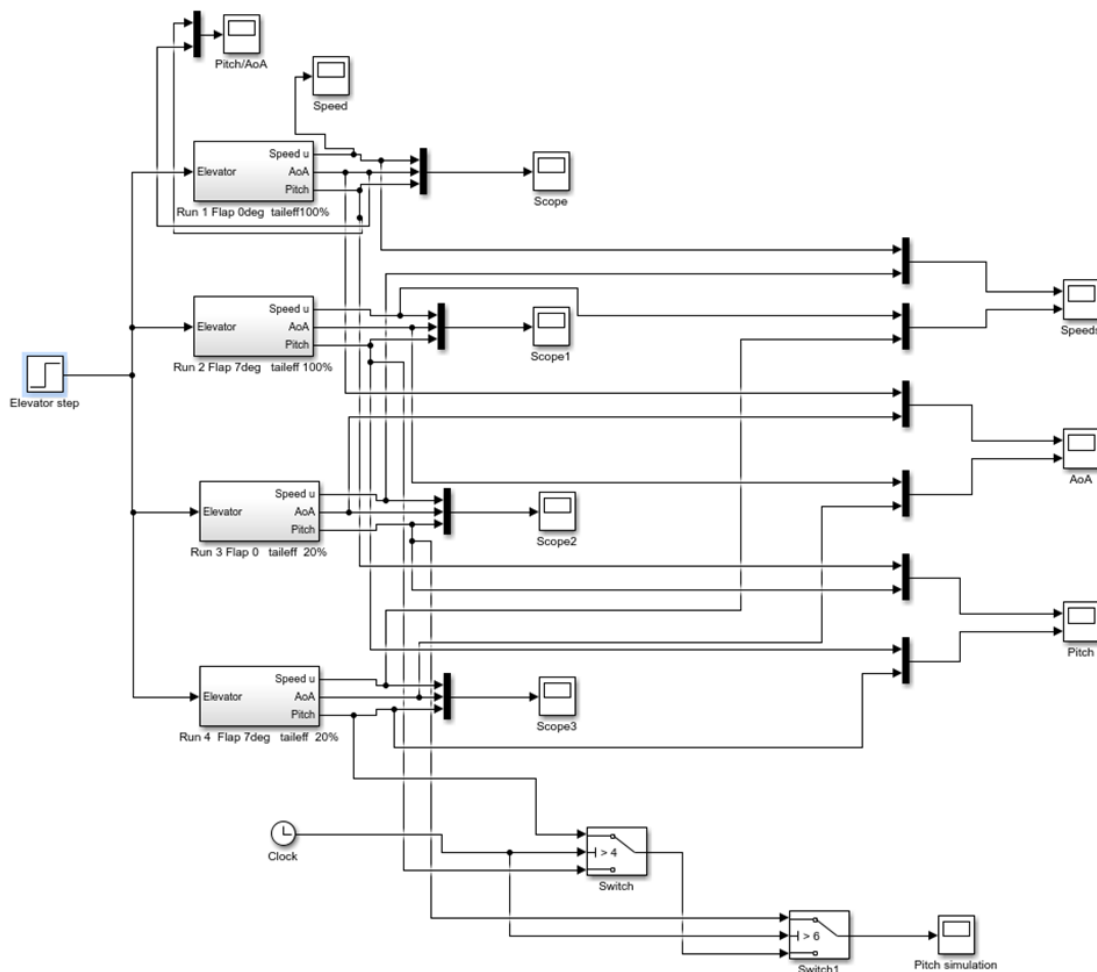 Pitch/AoA
Speed
Elevator
Speed u
AoA
Pitch
Run 1 Flap 0deg  taileff100%
Scope
Elevator
Speed u
AoA
Pitch
Run 2 Flap 7deg   taileff 100%
Scope1
Speeds
Elevator step
AoA
Elevator
Speed u
AoA
Pitch
Run 3 Flap 0   taileff  20%
Scope2
Pitch
Elevator
Speed u
AoA
Pitch
Run 4  Flap 7deg   taileff  20%
Scope3
Clock
> 4
Switch
> 6
Switch1
Pitch simulation